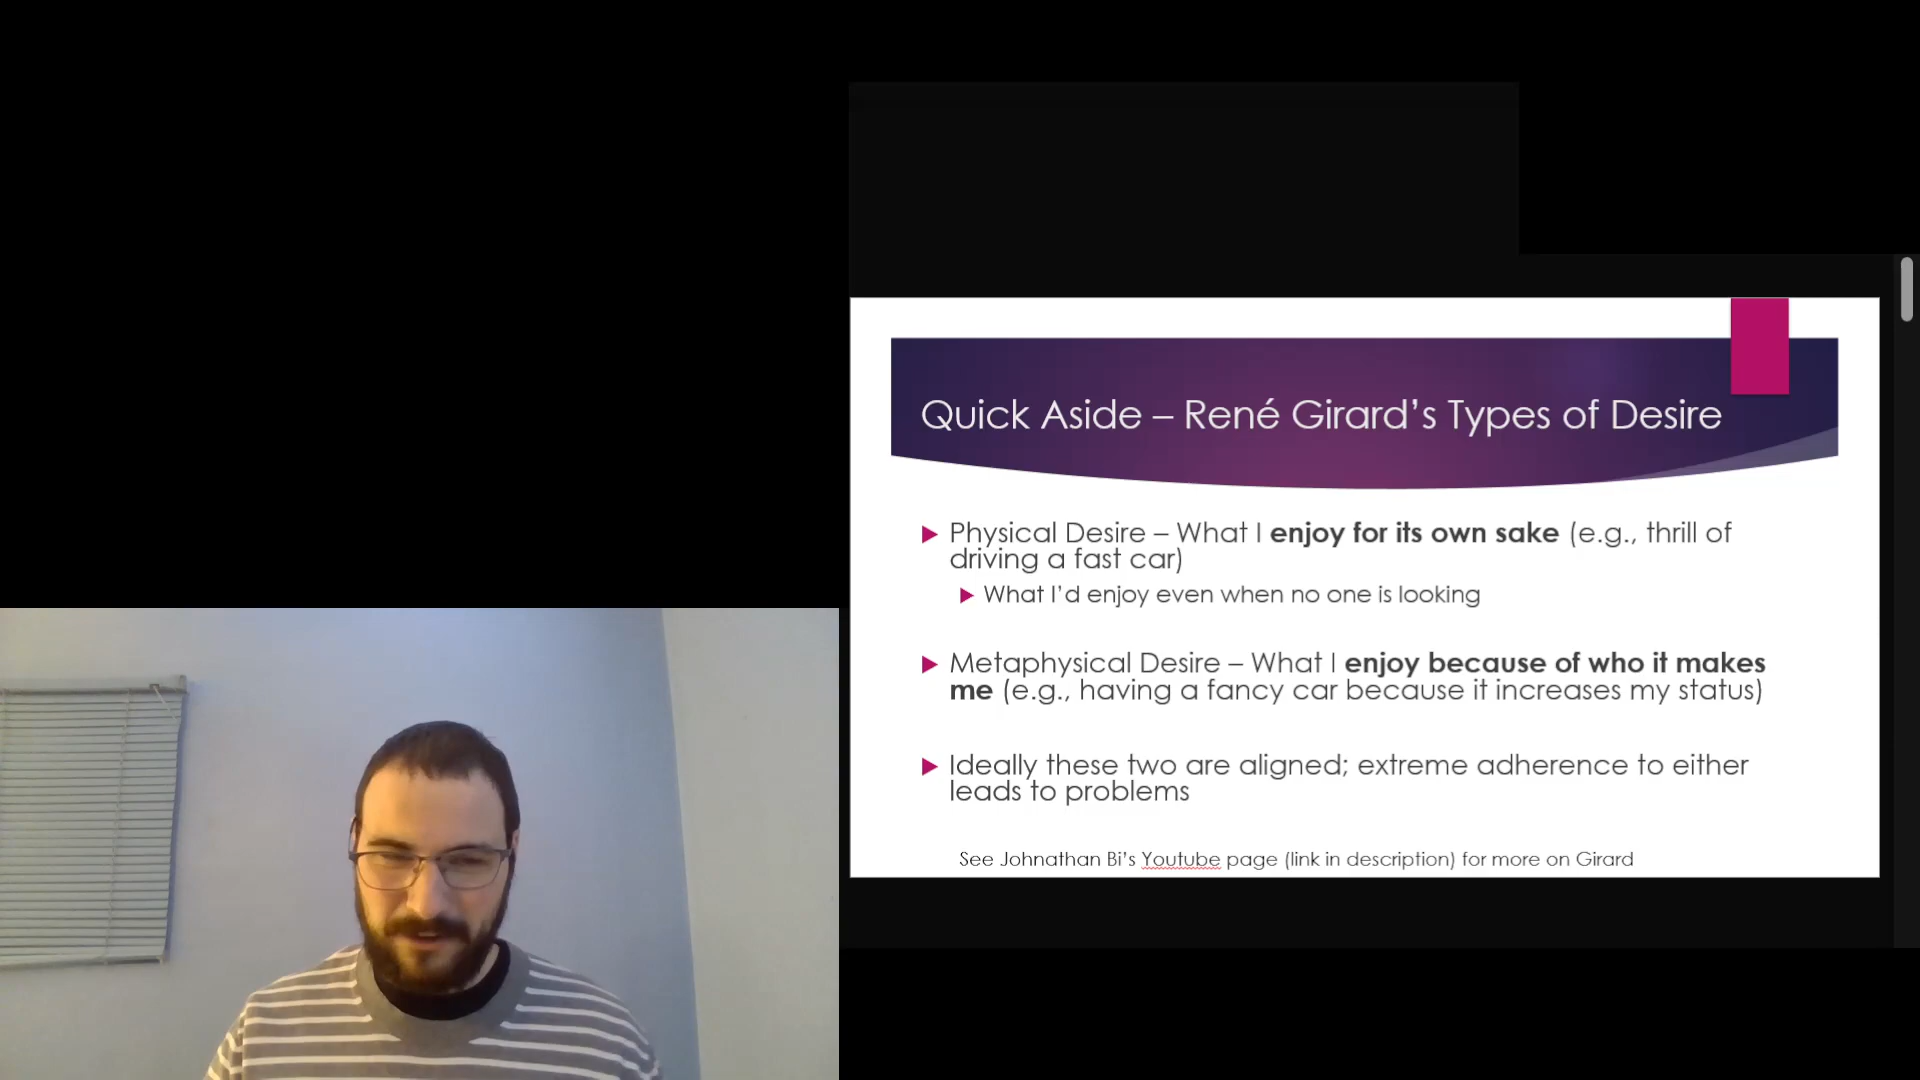 Quick Aside – René Girard’s Types of Desire
Physical Desire – What I enjoy for its own sake (e.g., thrill of
driving a fast car)
What I’d enjoy even when no one is looking
Metaphysical Desire – What I enjoy because of who it makes
me (e.g., having a fancy car because it increases my status)
Ideally these two are aligned; extreme adherence to either
leads to problems
See Johnathan Bi’s Youtube page (link in description) for more on Girard